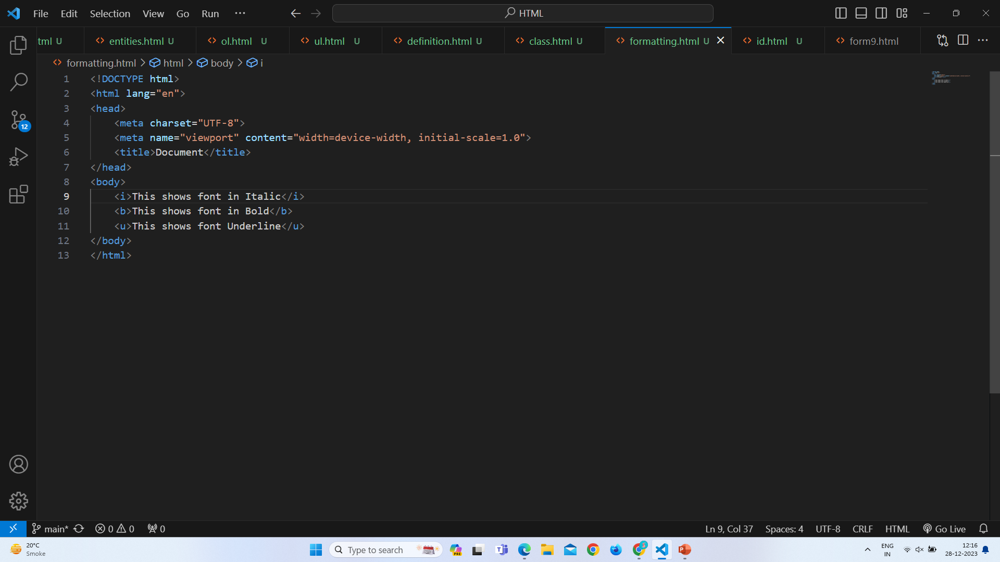 File Edit Selection View Go Run ···
HTML
tml U
entities.html U
ol.html U
ul.html U
definition.html U
class.html U
formatting.html U
id.html U
form9.html
formatting.html > html > body > i
1 <!DOCTYPE html>
2 <html lang="en">
3 <head>
4 <meta charset="UTF-8">
5 <meta name="viewport" content="width=device-width, initial-scale=1.0">
6 <title>Document</title>
7 </head>
8 <body>
9 <i>This shows font in Italic</i>
10 <b>This shows font in Bold</b>
11 <u>This shows font Underline</u>
12 </body>
13 </html>
12
main* 0 0 0
Ln 9, Col 37 Spaces: 4 UTF-8 CRLF HTML Go Live
20°C
Smoke
Type to search
PRE
ENG
IN
12:16
28-12-2023